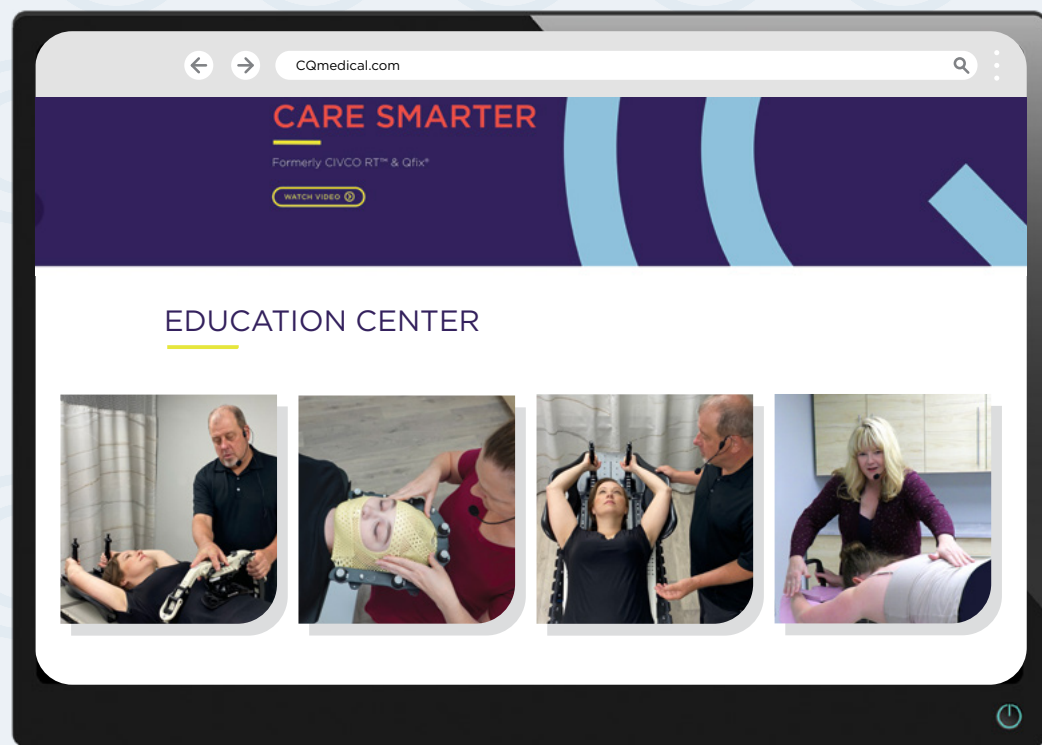 CQmedical.com
CARE SMARTER
Formerly CIVCO RT™ & Qfix®
WATCH VIDEO
EDUCATION CENTER